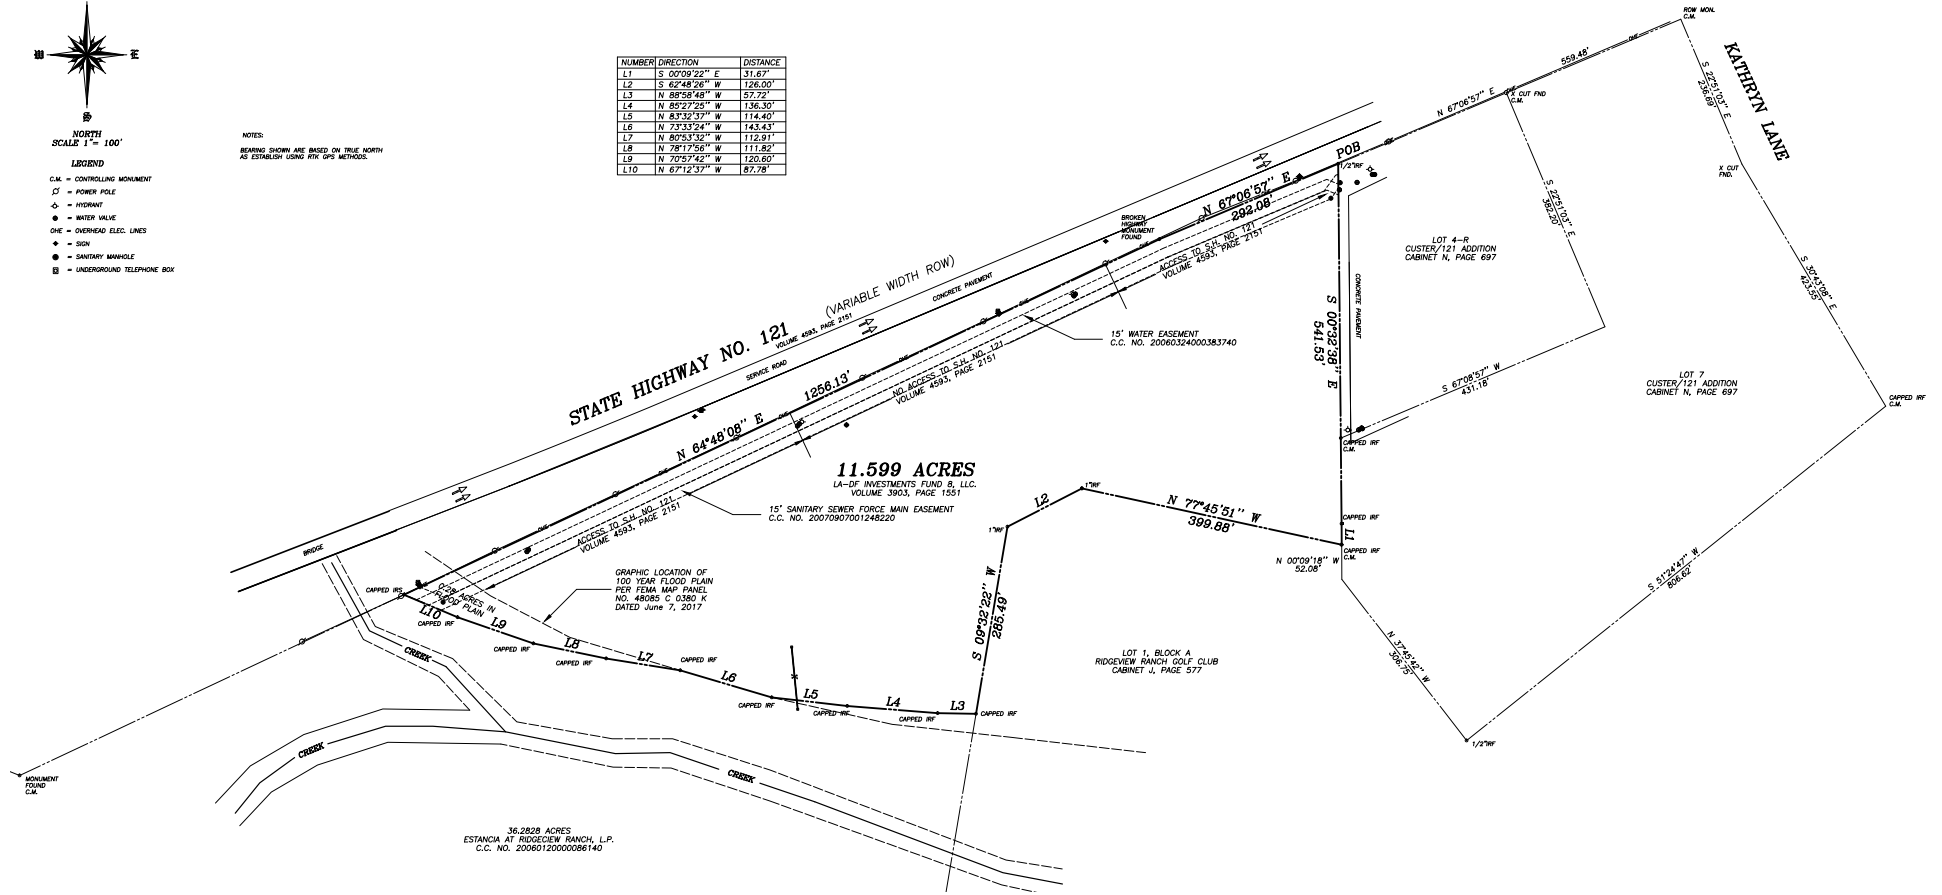 W
E
S
NORTH
SCALE 1"= 100'
LEGEND
C.M. = CONTROLLING MONUMENT
= POWER POLE
= HYDRANT
= WATER VALVE
OHE = OVERHEAD ELEC. LINES
= SIGN
= SANITARY MANHOLE
= UNDERGROUND TELEPHONE BOX
NOTES:
BEARING SHOWN ARE BASED ON TRUE NORTH
AS ESTABLISH USING RTK GPS METHODS.
NUMBER DIRECTION DISTANCE
L1 S 00°09'22" E 31.67'
L2 S 62°48'26" W 126.00'
L3 N 88°58'48" W 57.72'
L4 N 85°27'25" W 136.30'
L5 N 83°32'37" W 114.40'
L6 N 73°33'24" W 143.43'
L7 N 80°53'32" W 112.91'
L8 N 78°17'56" W 111.82'
L9 N 70°57'42" W 120.60'
L10 N 67°12'37" W 87.78'
ROW MON.
C.M.
KATHRYN LANE
559.48'
OHE
N 67°06'57" E
X CUT FND
C.M.
S 22°51'03" E
236.69'
X CUT
FND.
S 30°43'08" E
423.55'
CAPPED IRF
C.M.
S 22°51'03" E
382.20'
LOT 4-R
CUSTER/121 ADDITION
CABINET N, PAGE 697
LOT 7
CUSTER/121 ADDITION
CABINET N, PAGE 697
S 67°08'57" W
431.18'
S 51°24'47" W
806.62'
1/2"IRF
N 37°45'42" W
306.75'
N 00°09'18" W
52.08'
POB
1/2"IRF
CONCRETE PAVEMENT
S 00°32'38" E
541.53'
CAPPED IRF
C.M.
CAPPED IRF
L1
CAPPED IRF
C.M.
N 67°06'57" E
292.08'
OHE
BROKEN
HIGHWAY
MONUMENT
FOUND
ACCESS TO S.H. NO. 121
VOLUME 4593, PAGE 2151
STATE HIGHWAY NO. 121
(VARIABLE WIDTH ROW)
VOLUME 4593, PAGE 2151
CONCRETE PAVEMENT
SERVICE ROAD
BRIDGE
N 64°48'08" E
1256.13'
OHE
OHE
OHE
OHE
OHE
NO ACCESS TO S.H. NO. 121
VOLUME 4593, PAGE 2151
15' WATER EASEMENT
C.C. NO. 20060324000383740
11.599 ACRES
LA-DF INVESTMENTS FUND 8, LLC.
VOLUME 3903, PAGE 1551
15' SANITARY SEWER FORCE MAIN EASEMENT
C.C. NO. 20070907001248220
ACCESS TO S.H. NO. 121
VOLUME 4593, PAGE 2151
GRAPHIC LOCATION OF
100 YEAR FLOOD PLAIN
PER FEMA MAP PANEL
NO. 48085 C 0380 K
DATED June 7, 2017
1"IRF
L2
1"IRF
N 77°45'51" W
399.88'
S 09°32'22" W
285.49'
LOT 1, BLOCK A
RIDGEVIEW RANCH GOLF CLUB
CABINET J, PAGE 577
CAPPED IRS
0.28 ACRES IN
FLOOD PLAIN
L10
CAPPED IRF
L9
CAPPED IRF
L8
CAPPED IRF
L7
CAPPED IRF
L6
CAPPED IRF
L5
CAPPED IRF
L4
CAPPED IRF
L3
CAPPED IRF
CREEK
CREEK
CREEK
MONUMENT
FOUND
C.M.
36.2828 ACRES
ESTANCIA AT RIDGECIEW RANCH, L.P.
C.C. NO. 20060120000086140